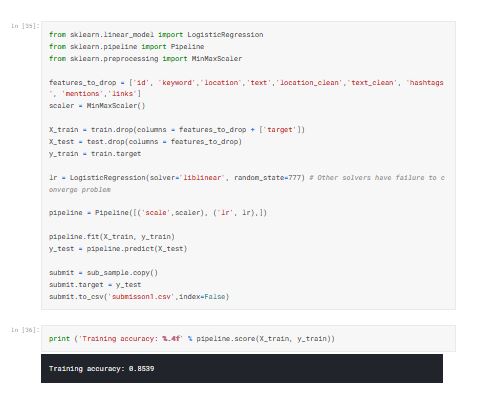 In [35]:
from sklearn.linear_model import LogisticRegression
from sklearn.pipeline import Pipeline
from sklearn.preprocessing import MinMaxScaler
features_to_drop = ['id', 'keyword','location','text','location_clean','text_clean', 'hashtags
', 'mentions','links']
scaler = MinMaxScaler()
X_train = train.drop(columns = features_to_drop + ['target'])
X_test = test.drop(columns = features_to_drop)
y_train = train.target
lr = LogisticRegression(solver='liblinear', random_state=777) # Other solvers have failure to c
onverge problem
pipeline = Pipeline([('scale',scaler), ('lr', lr),])
pipeline.fit(X_train, y_train)
y_test = pipeline.predict(X_test)
submit = sub_sample.copy()
submit.target = y_test
submit.to_csv('submisson1.csv',index=False)
In [36]:
print ('Training accuracy: %.4f' % pipeline.score(X_train, y_train))
Training accuracy: 0.8539